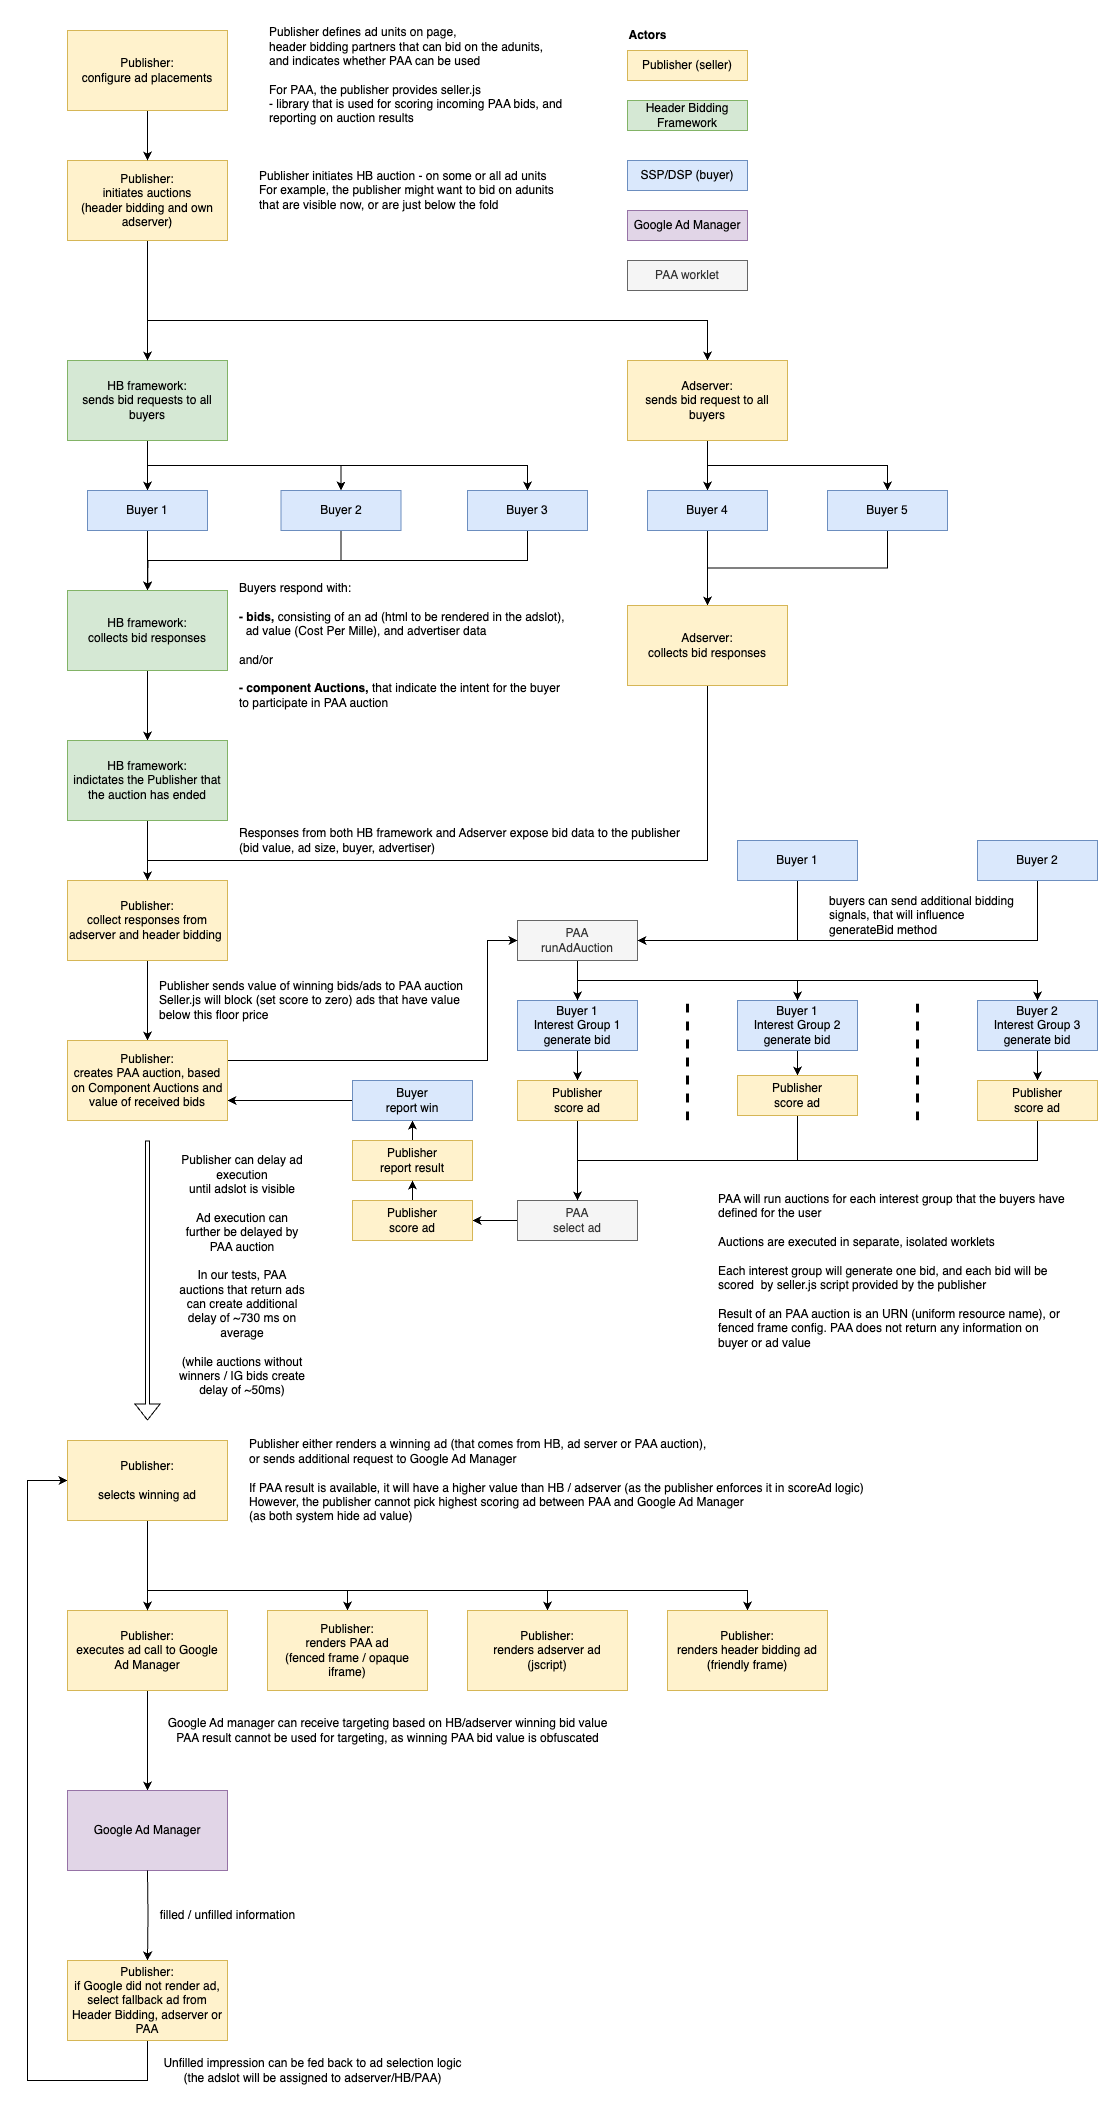 Publisher:
configure ad placements
Publisher defines ad units on page,
header bidding partners that can bid on the adunits,
and indicates whether PAA can be used
For PAA, the publisher provides seller.js
- library that is used for scoring incoming PAA bids, and
reporting on auction results
Actors
Publisher (seller)
Header Bidding
Framework
SSP/DSP (buyer)
Google Ad Manager
PAA worklet
Publisher:
initiates auctions
(header bidding and own
adserver)
Publisher initiates HB auction - on some or all ad units
For example, the publisher might want to bid on adunits
that are visible now, or are just below the fold
HB framework:
sends bid requests to all
buyers
Adserver:
sends bid request to all
buyers
Buyer 1
Buyer 2
Buyer 3
Buyer 4
Buyer 5
HB framework:
collects bid responses
Buyers respond with:
- bids, consisting of an ad (html to be rendered in the adslot),
ad value (Cost Per Mille), and advertiser data
and/or
- component Auctions, that indicate the intent for the buyer
to participate in PAA auction
Adserver:
collects bid responses
HB framework:
indictates the Publisher that
the auction has ended
Responses from both HB framework and Adserver expose bid data to the publisher
(bid value, ad size, buyer, advertiser)
Buyer 1
Buyer 2
buyers can send additional bidding
signals, that will influence
generateBid method
Publisher:
collect responses from
adserver and header bidding
PAA
runAdAuction
Publisher sends value of winning bids/ads to PAA auction
Seller.js will block (set score to zero) ads that have value
below this floor price
Buyer 1
Interest Group 1
generate bid
Buyer 1
Interest Group 2
generate bid
Buyer 2
Interest Group 3
generate bid
Publisher:
creates PAA auction, based
on Component Auctions and
value of received bids
Buyer
report win
Publisher
score ad
Publisher
score ad
Publisher
score ad
Publisher
report result
Publisher
score ad
PAA
select ad
Publisher can delay ad
execution
until adslot is visible
Ad execution can
further be delayed by
PAA auction
In our tests, PAA
auctions that return ads
can create additional
delay of ~730 ms on
average
(while auctions without
winners / IG bids create
delay of ~50ms)
PAA will run auctions for each interest group that the buyers have
defined for the user
Auctions are executed in separate, isolated worklets
Each interest group will generate one bid, and each bid will be
scored  by seller.js script provided by the publisher
Result of an PAA auction is an URN (uniform resource name), or
fenced frame config. PAA does not return any information on
buyer or ad value
Publisher:
selects winning ad
Publisher either renders a winning ad (that comes from HB, ad server or PAA auction),
or sends additional request to Google Ad Manager
If PAA result is available, it will have a higher value than HB / adserver (as the publisher enforces it in scoreAd logic)
However, the publisher cannot pick highest scoring ad between PAA and Google Ad Manager
(as both system hide ad value)
Publisher:
executes ad call to Google
Ad Manager
Publisher:
renders PAA ad
(fenced frame / opaque
iframe)
Publisher:
renders adserver ad
(jscript)
Publisher:
renders header bidding ad
(friendly frame)
Google Ad manager can receive targeting based on HB/adserver winning bid value
PAA result cannot be used for targeting, as winning PAA bid value is obfuscated
Google Ad Manager
filled / unfilled information
Publisher:
if Google did not render ad,
select fallback ad from
Header Bidding, adserver or
PAA
Unfilled impression can be fed back to ad selection logic
(the adslot will be assigned to adserver/HB/PAA)